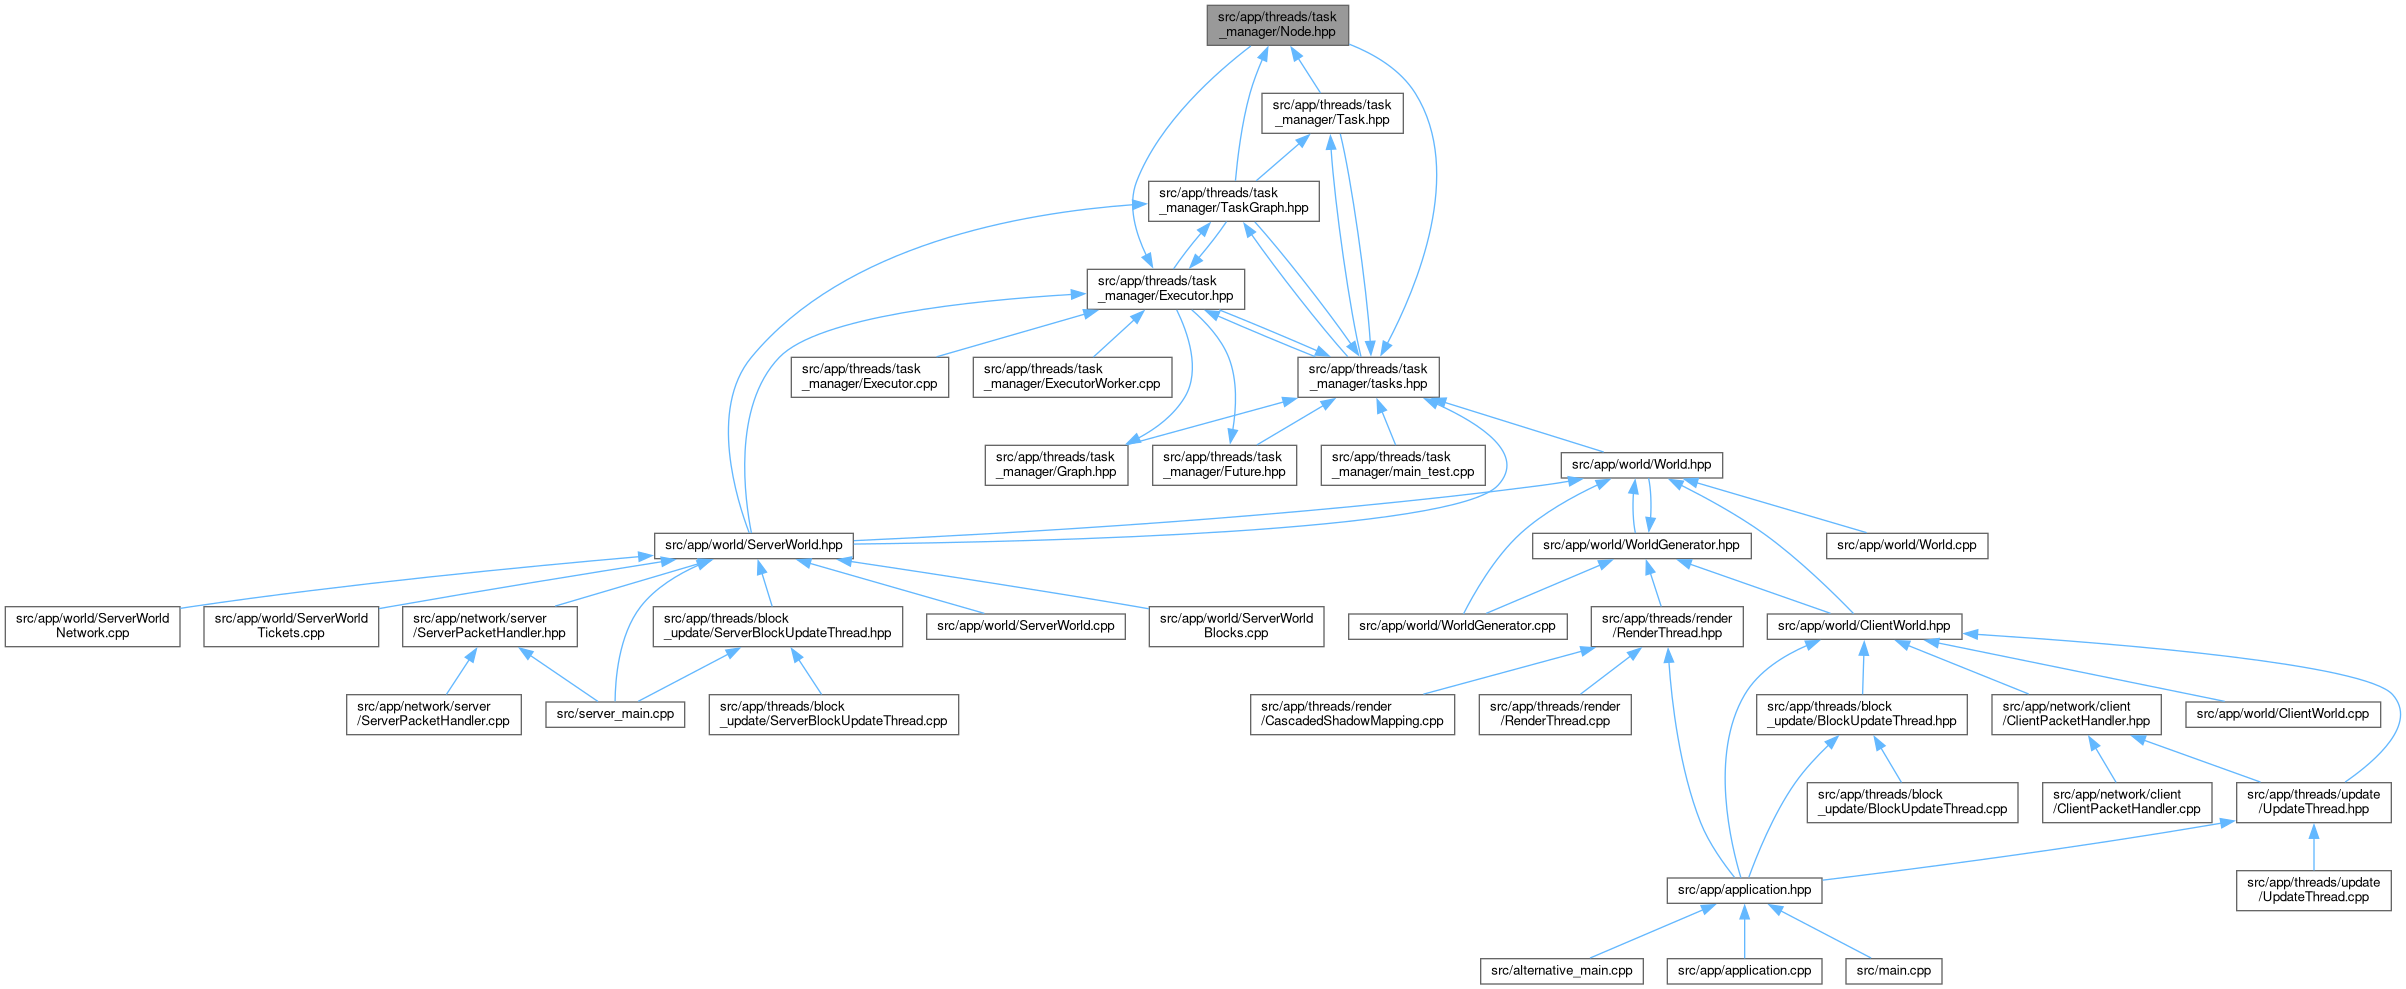 src/app/threads/task
_manager/Node.hpp
src/app/threads/task
_manager/Task.hpp
src/app/threads/task
_manager/TaskGraph.hpp
src/app/threads/task
_manager/Executor.hpp
src/app/threads/task
_manager/Executor.cpp
src/app/threads/task
_manager/ExecutorWorker.cpp
src/app/threads/task
_manager/tasks.hpp
src/app/threads/task
_manager/Graph.hpp
src/app/threads/task
_manager/Future.hpp
src/app/threads/task
_manager/main_test.cpp
src/app/world/World.hpp
src/app/world/ServerWorld.hpp
src/app/world/WorldGenerator.hpp
src/app/world/World.cpp
src/app/world/ServerWorld
Network.cpp
src/app/world/ServerWorld
Tickets.cpp
src/app/network/server
/ServerPacketHandler.hpp
src/app/threads/block
_update/ServerBlockUpdateThread.hpp
src/app/world/ServerWorld.cpp
src/app/world/ServerWorld
Blocks.cpp
src/app/world/WorldGenerator.cpp
src/app/threads/render
/RenderThread.hpp
src/app/world/ClientWorld.hpp
src/app/network/server
/ServerPacketHandler.cpp
src/server_main.cpp
src/app/threads/block
_update/ServerBlockUpdateThread.cpp
src/app/threads/render
/CascadedShadowMapping.cpp
src/app/threads/render
/RenderThread.cpp
src/app/threads/block
_update/BlockUpdateThread.hpp
src/app/network/client
/ClientPacketHandler.hpp
src/app/world/ClientWorld.cpp
src/app/threads/block
_update/BlockUpdateThread.cpp
src/app/network/client
/ClientPacketHandler.cpp
src/app/threads/update
/UpdateThread.hpp
src/app/application.hpp
src/app/threads/update
/UpdateThread.cpp
src/alternative_main.cpp
src/app/application.cpp
src/main.cpp